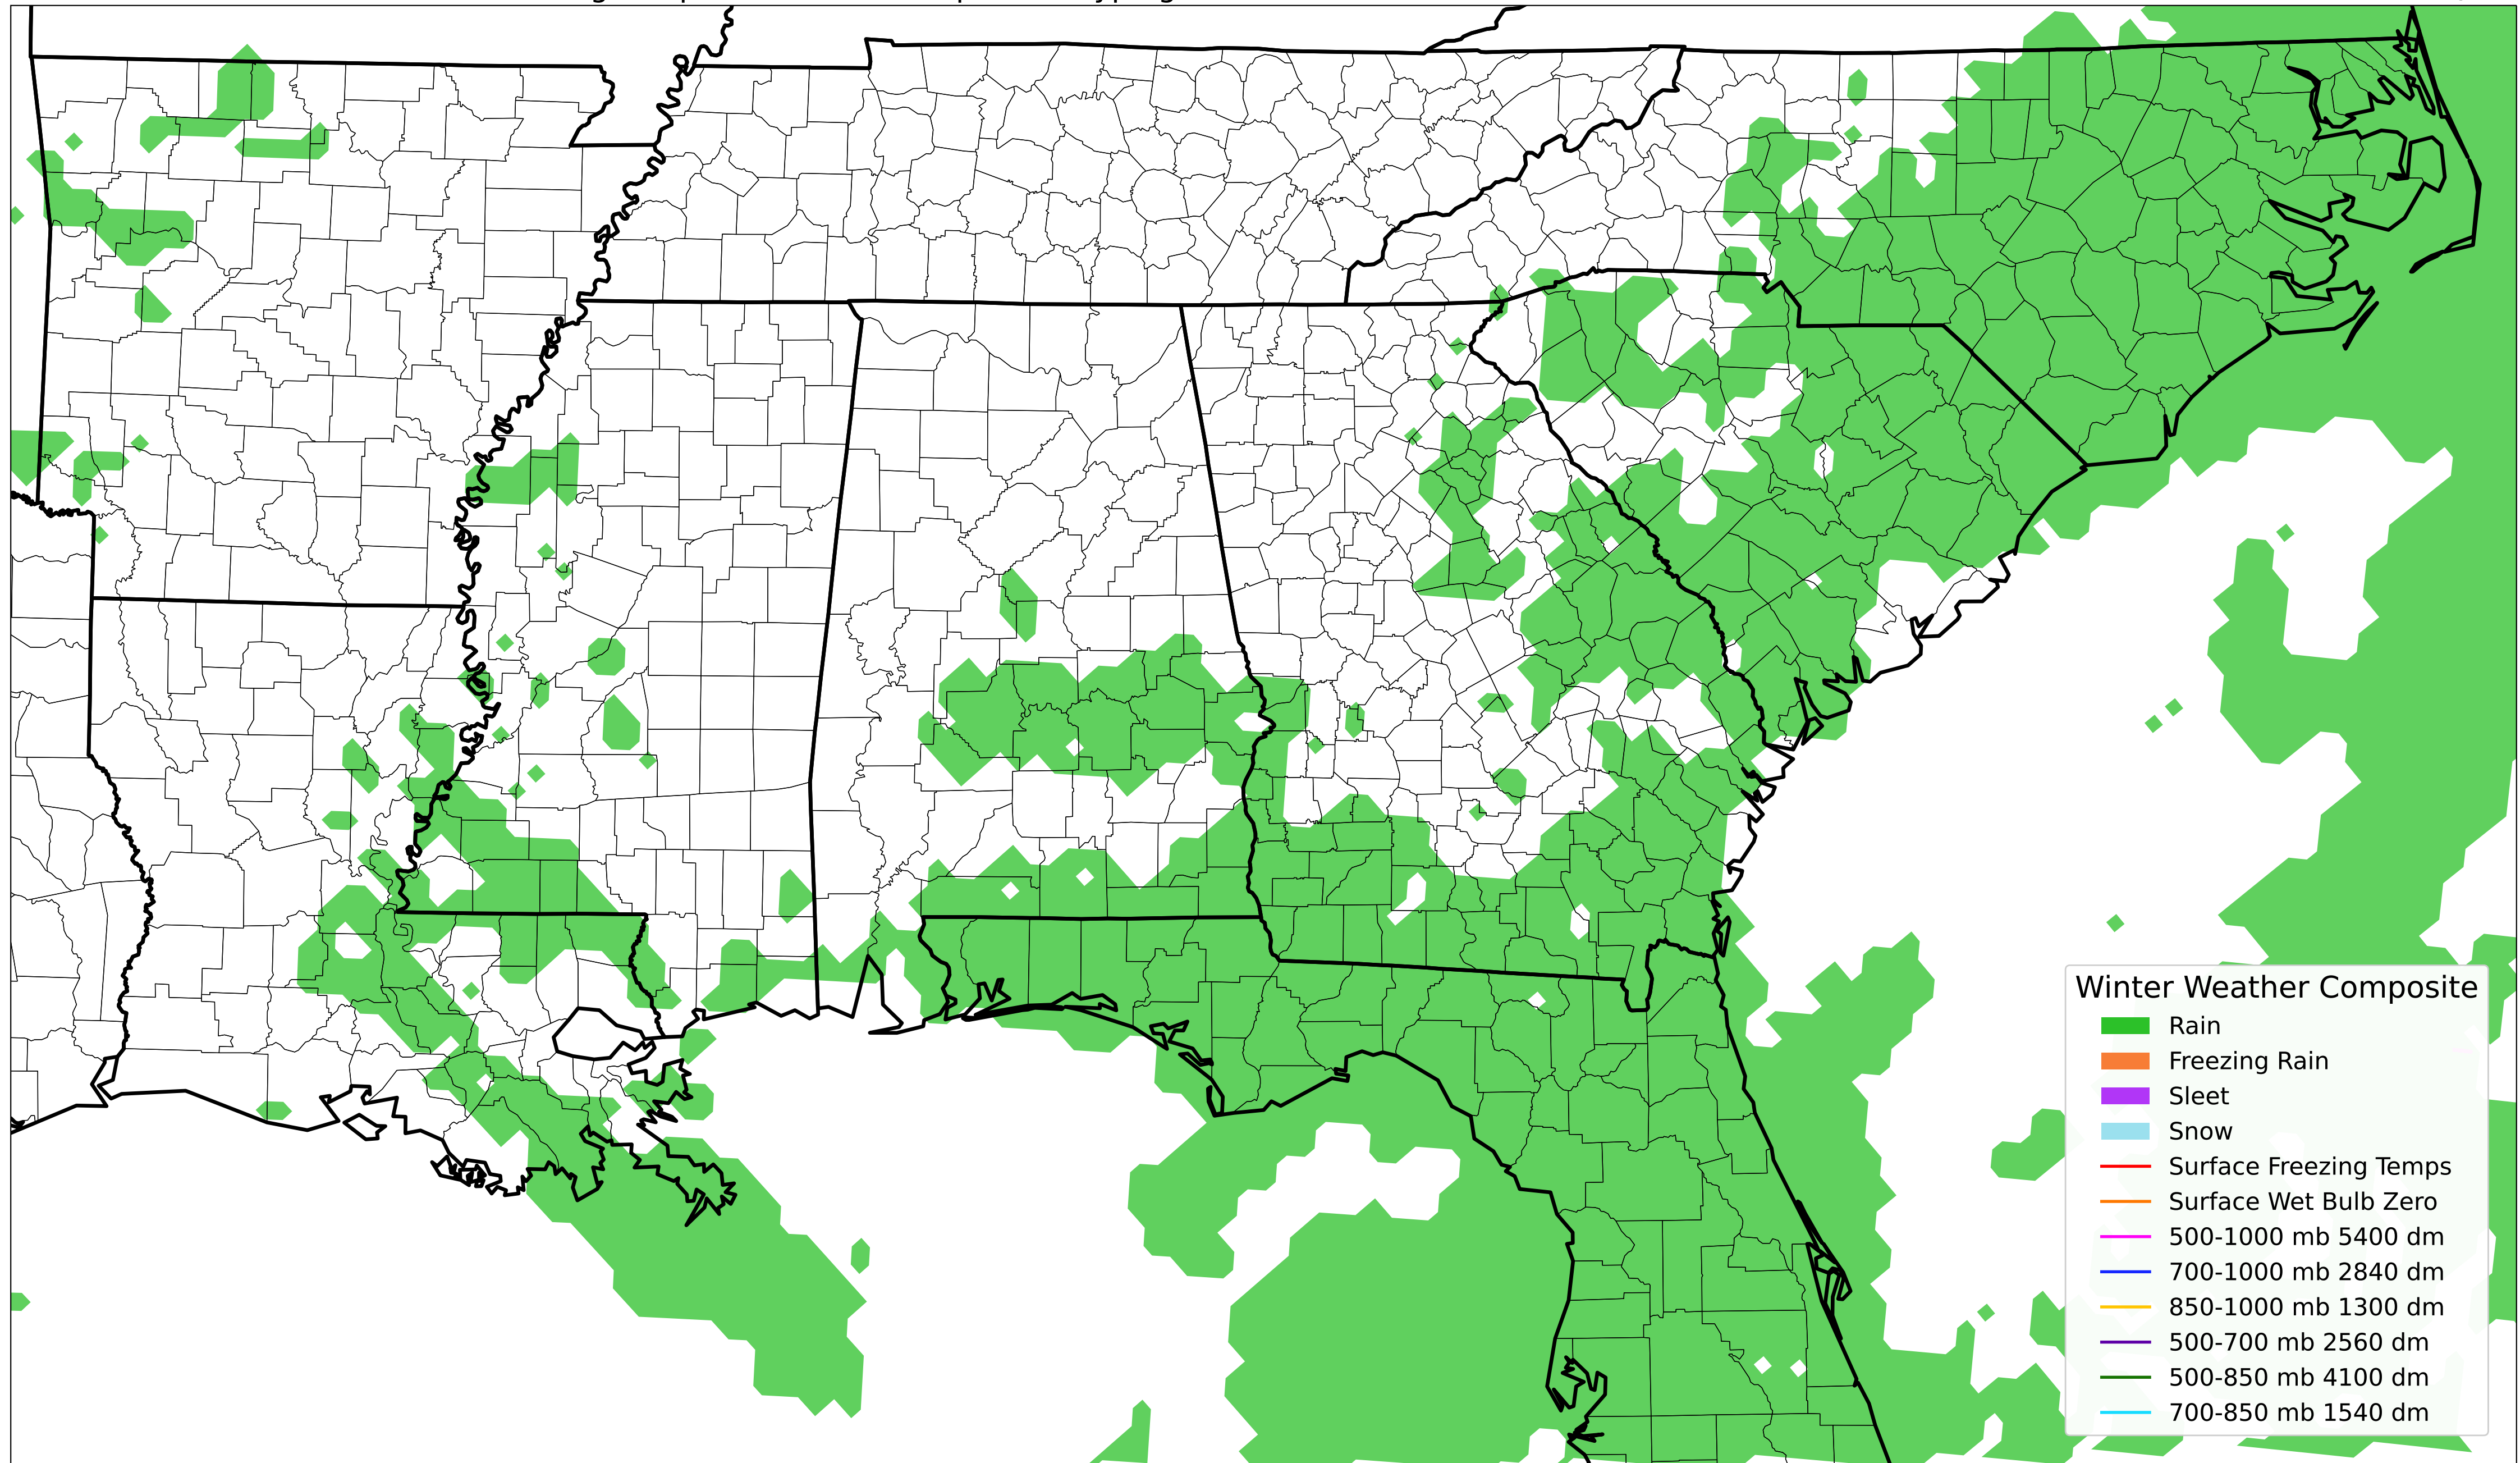 Winter Weather Composite
Rain
Freezing Rain
Sleet
Snow
Surface Freezing Temps
Surface Wet Bulb Zero
500-1000 mb 5400 dm
700-1000 mb 2840 dm
850-1000 mb 1300 dm
500-700 mb 2560 dm
500-850 mb 4100 dm
700-850 mb 1540 dm